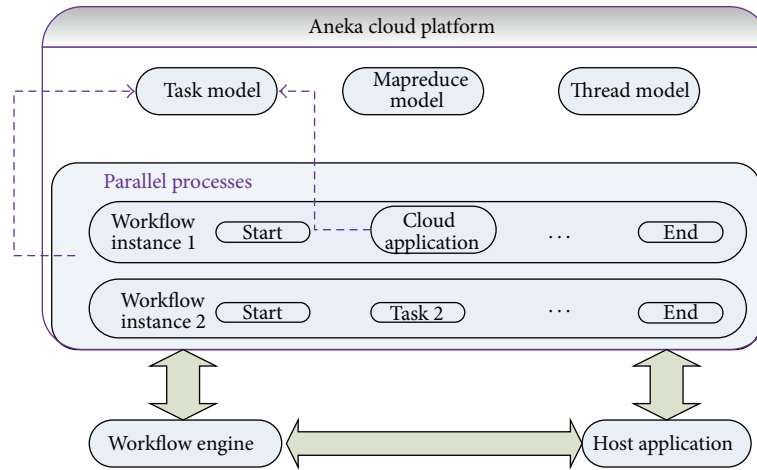 Aneka cloud platform
Task model
Mapreduce
model
Thread model
Parallel processes
Workflow
instance 1
Start
Cloud
application
...
End
Workflow
instance 2
Start
Task 2
...
End
Workflow engine
Host application